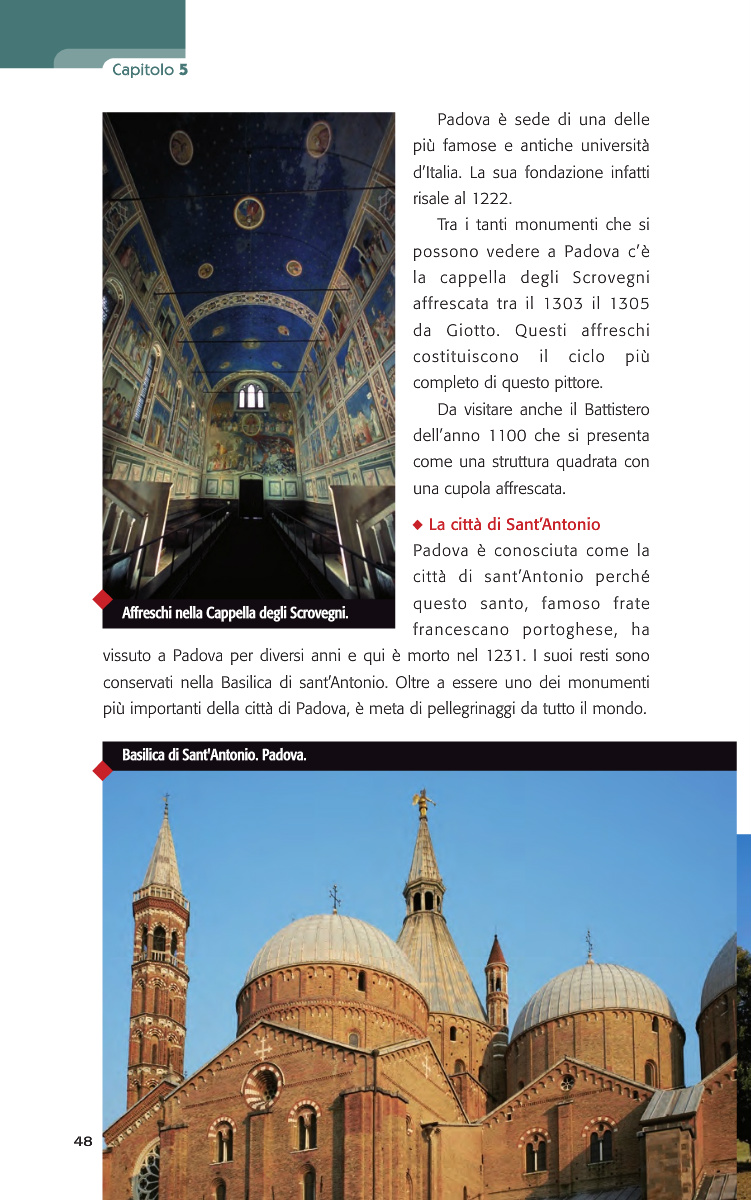 Capitolo 5
Padova è sede di una delle
più famose e antiche università
d'Italia. La sua fondazione infatti
risale al 1222.
Tra i tanti monumenti che si
possono vedere a Padova c'è
la cappella degli Scrovegni
affrescata tra il 1303 il 1305
da Giotto. Questi affreschi
costituiscono il ciclo più
completo di questo pittore.
Da visitare anche il Battistero
dell'anno 1100 che si presenta
come una struttura quadrata con
una cupola affrescata.
◆ La città di Sant'Antonio
Padova è conosciuta come la
città di sant'Antonio perché
questo santo, famoso frate
francescano portoghese, ha
vissuto a Padova per diversi anni e qui è morto nel 1231. I suoi resti sono
conservati nella Basilica di sant'Antonio. Oltre a essere uno dei monumenti
più importanti della città di Padova, è meta di pellegrinaggi da tutto il mondo.
Affreschi nella Cappella degli Scrovegni.
Basilica di Sant'Antonio. Padova.
48